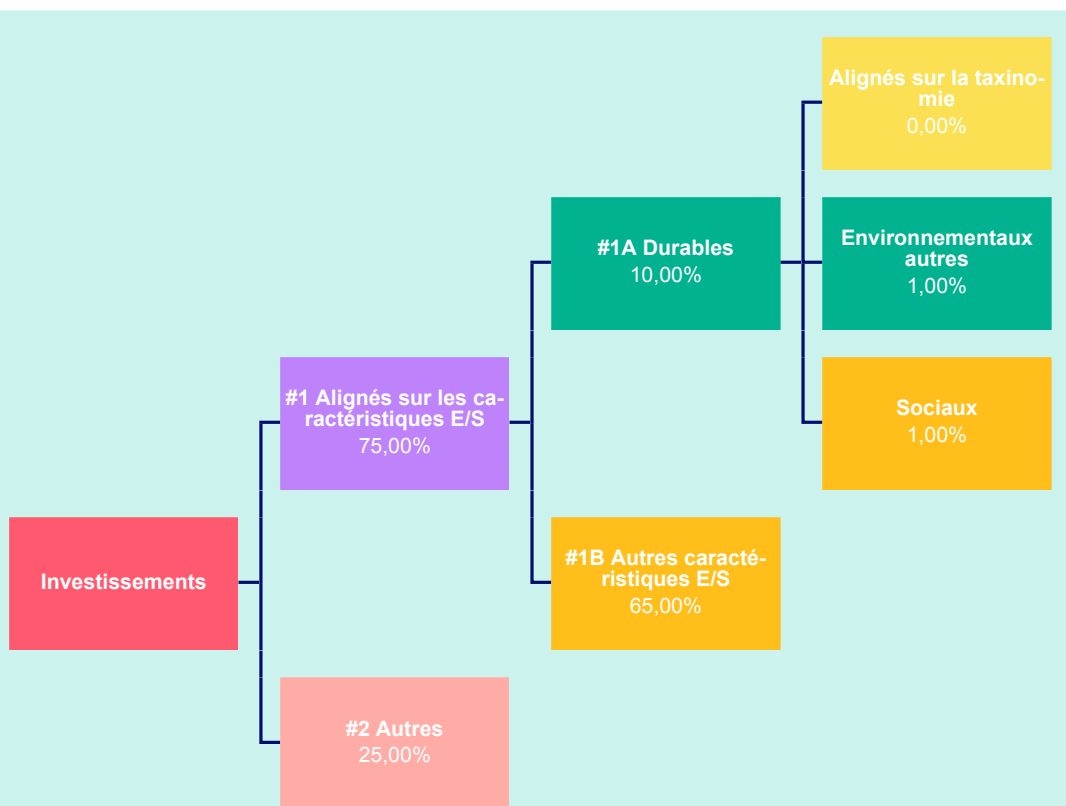 Alignés sur la taxino-
mie
0,00%
#1A Durables
10,00%
Environnementaux
autres
1,00%
#1 Alignés sur les ca-
ractéristiques E/S
75,00%
Sociaux
1,00%
Investissements
#1B Autres caracté-
ristiques E/S
65,00%
#2 Autres
25,00%